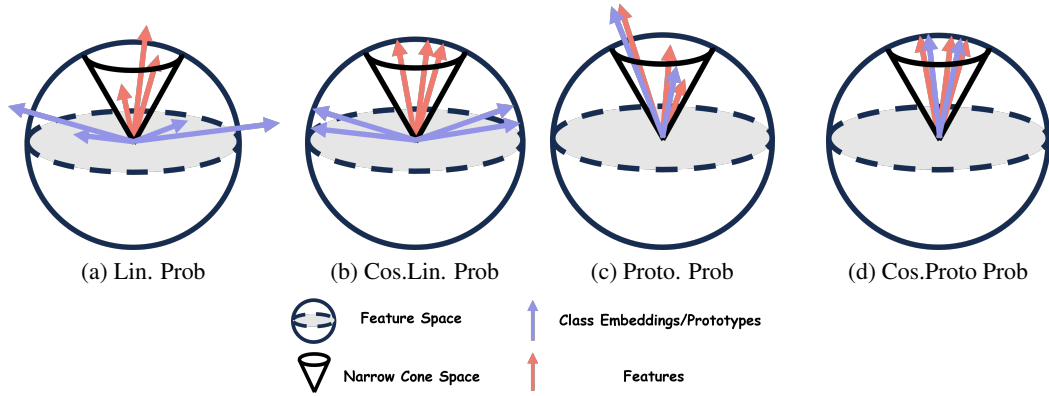 (a) Lin. Prob
(b) Cos.Lin. Prob
(c) Proto. Prob
(d) Cos.Proto Prob
Feature Space
Class Embeddings/Prototypes
Narrow Cone Space
Features